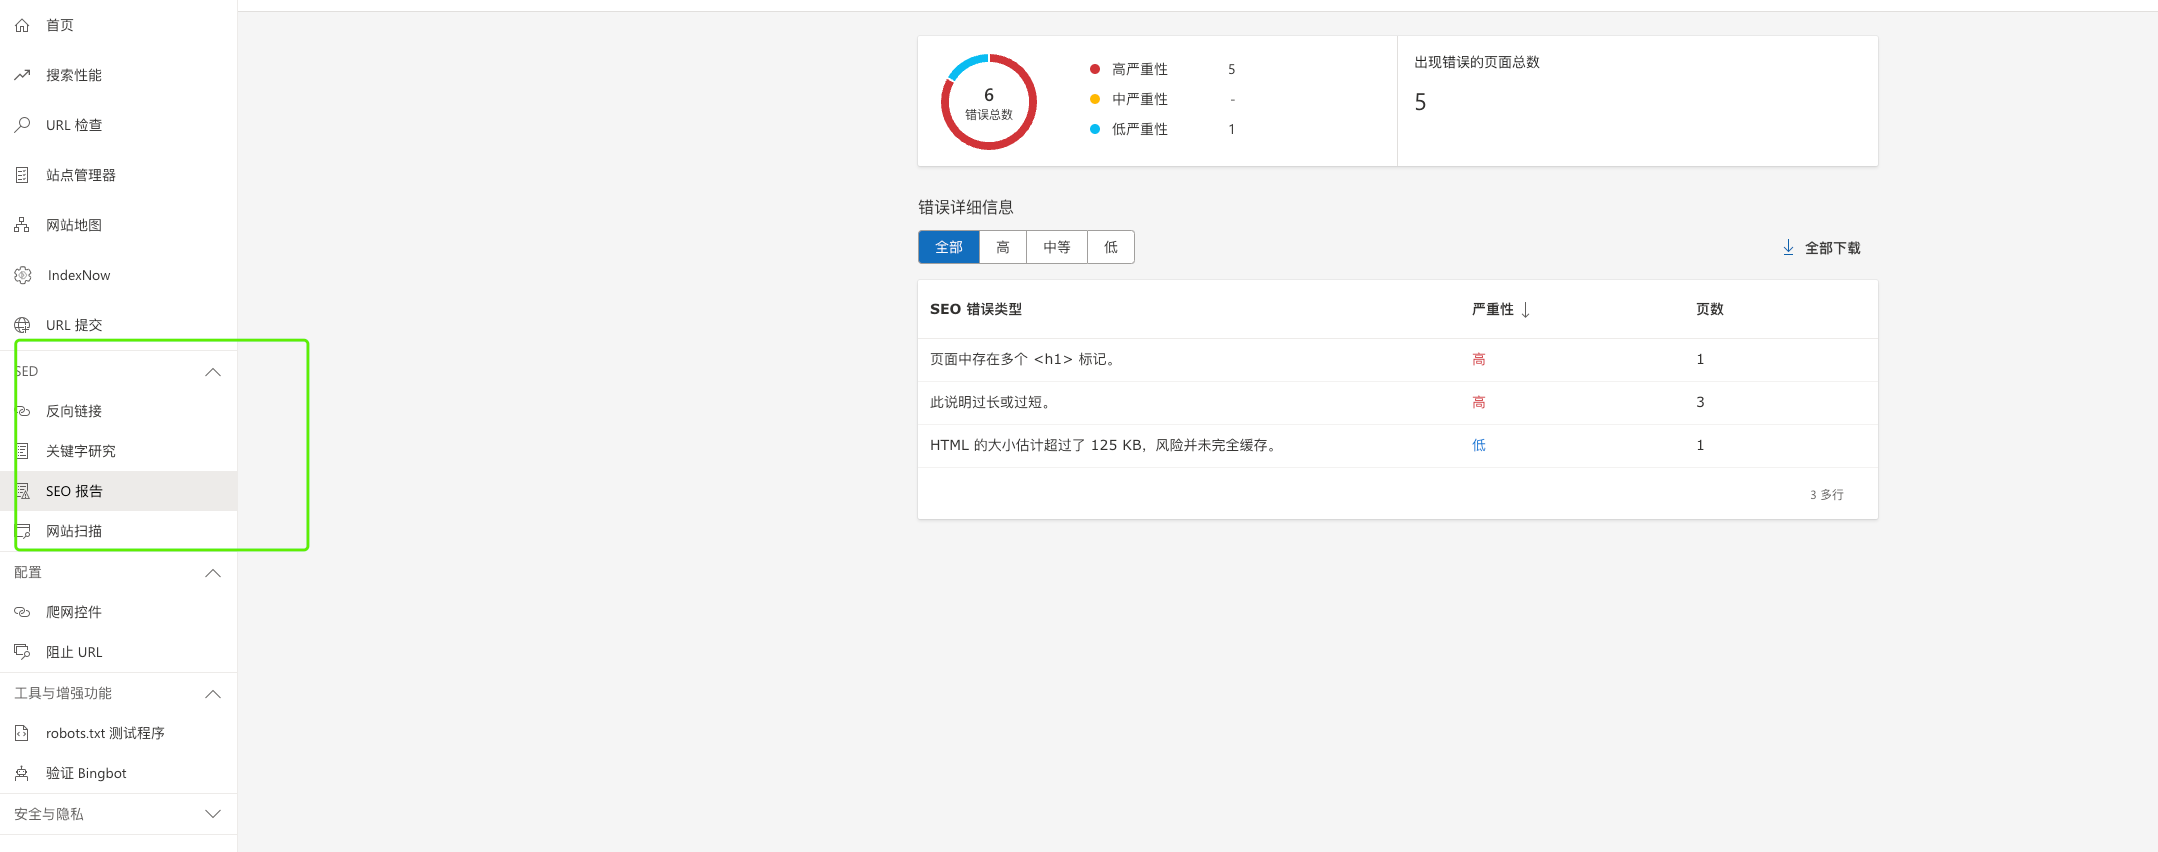 首页
搜索性能
URL 检查
站点管理器
网站地图
IndexNow
URL 提交
SED
反向链接
关键字研究
SEO 报告
网站扫描
配置
爬网控件
阻止 URL
工具与增强功能
robots.txt 测试程序
验证 Bingbot
安全与隐私
6
错误总数
高严重性 5
中严重性 -
低严重性 1
出现错误的页面总数
5
错误详细信息
全部 高 中等 低
全部下载
SEO 错误类型 严重性 页数
页面中存在多个 <h1> 标记。 高 1
此说明过长或过短。 高 3
HTML 的大小估计超过了 125 KB，风险并未完全缓存。 低 1
3 多行